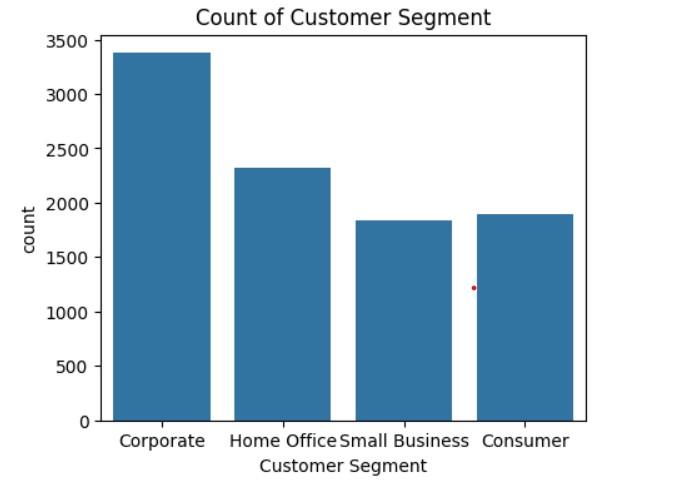 Count of Customer Segment
3500
3000
2500
2000
1500
1000
500
0
count
Corporate Home Office Small Business Consumer
Customer Segment